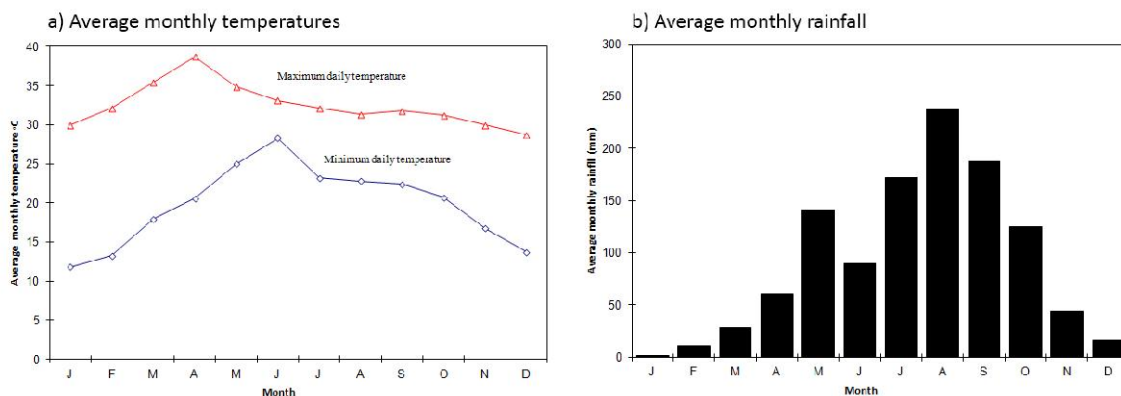 a) Average monthly temperatures
40
35
30
25
20
15
10
5
0
Average monthly temperature °C
Maximum daily temperature
Minimum daily temperature
J F M A M J J A S O N D
Month
b) Average monthly rainfall
300
250
200
150
100
50
0
Average monthly rainfll (mm)
J F M A M J J A S O N D
Month